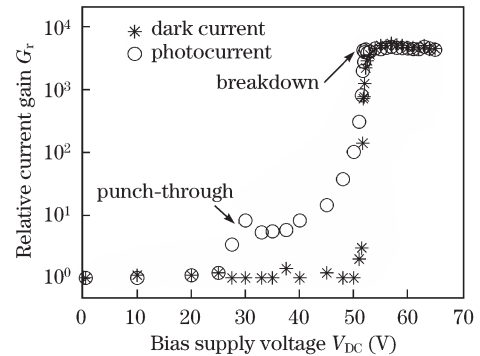 10⁴
10³
10²
10¹
10⁰
Relative current gain Gᵣ
dark current
photocurrent
breakdown
punch-through
0 10 20 30 40 50 60 70
Bias supply voltage V_DC (V)